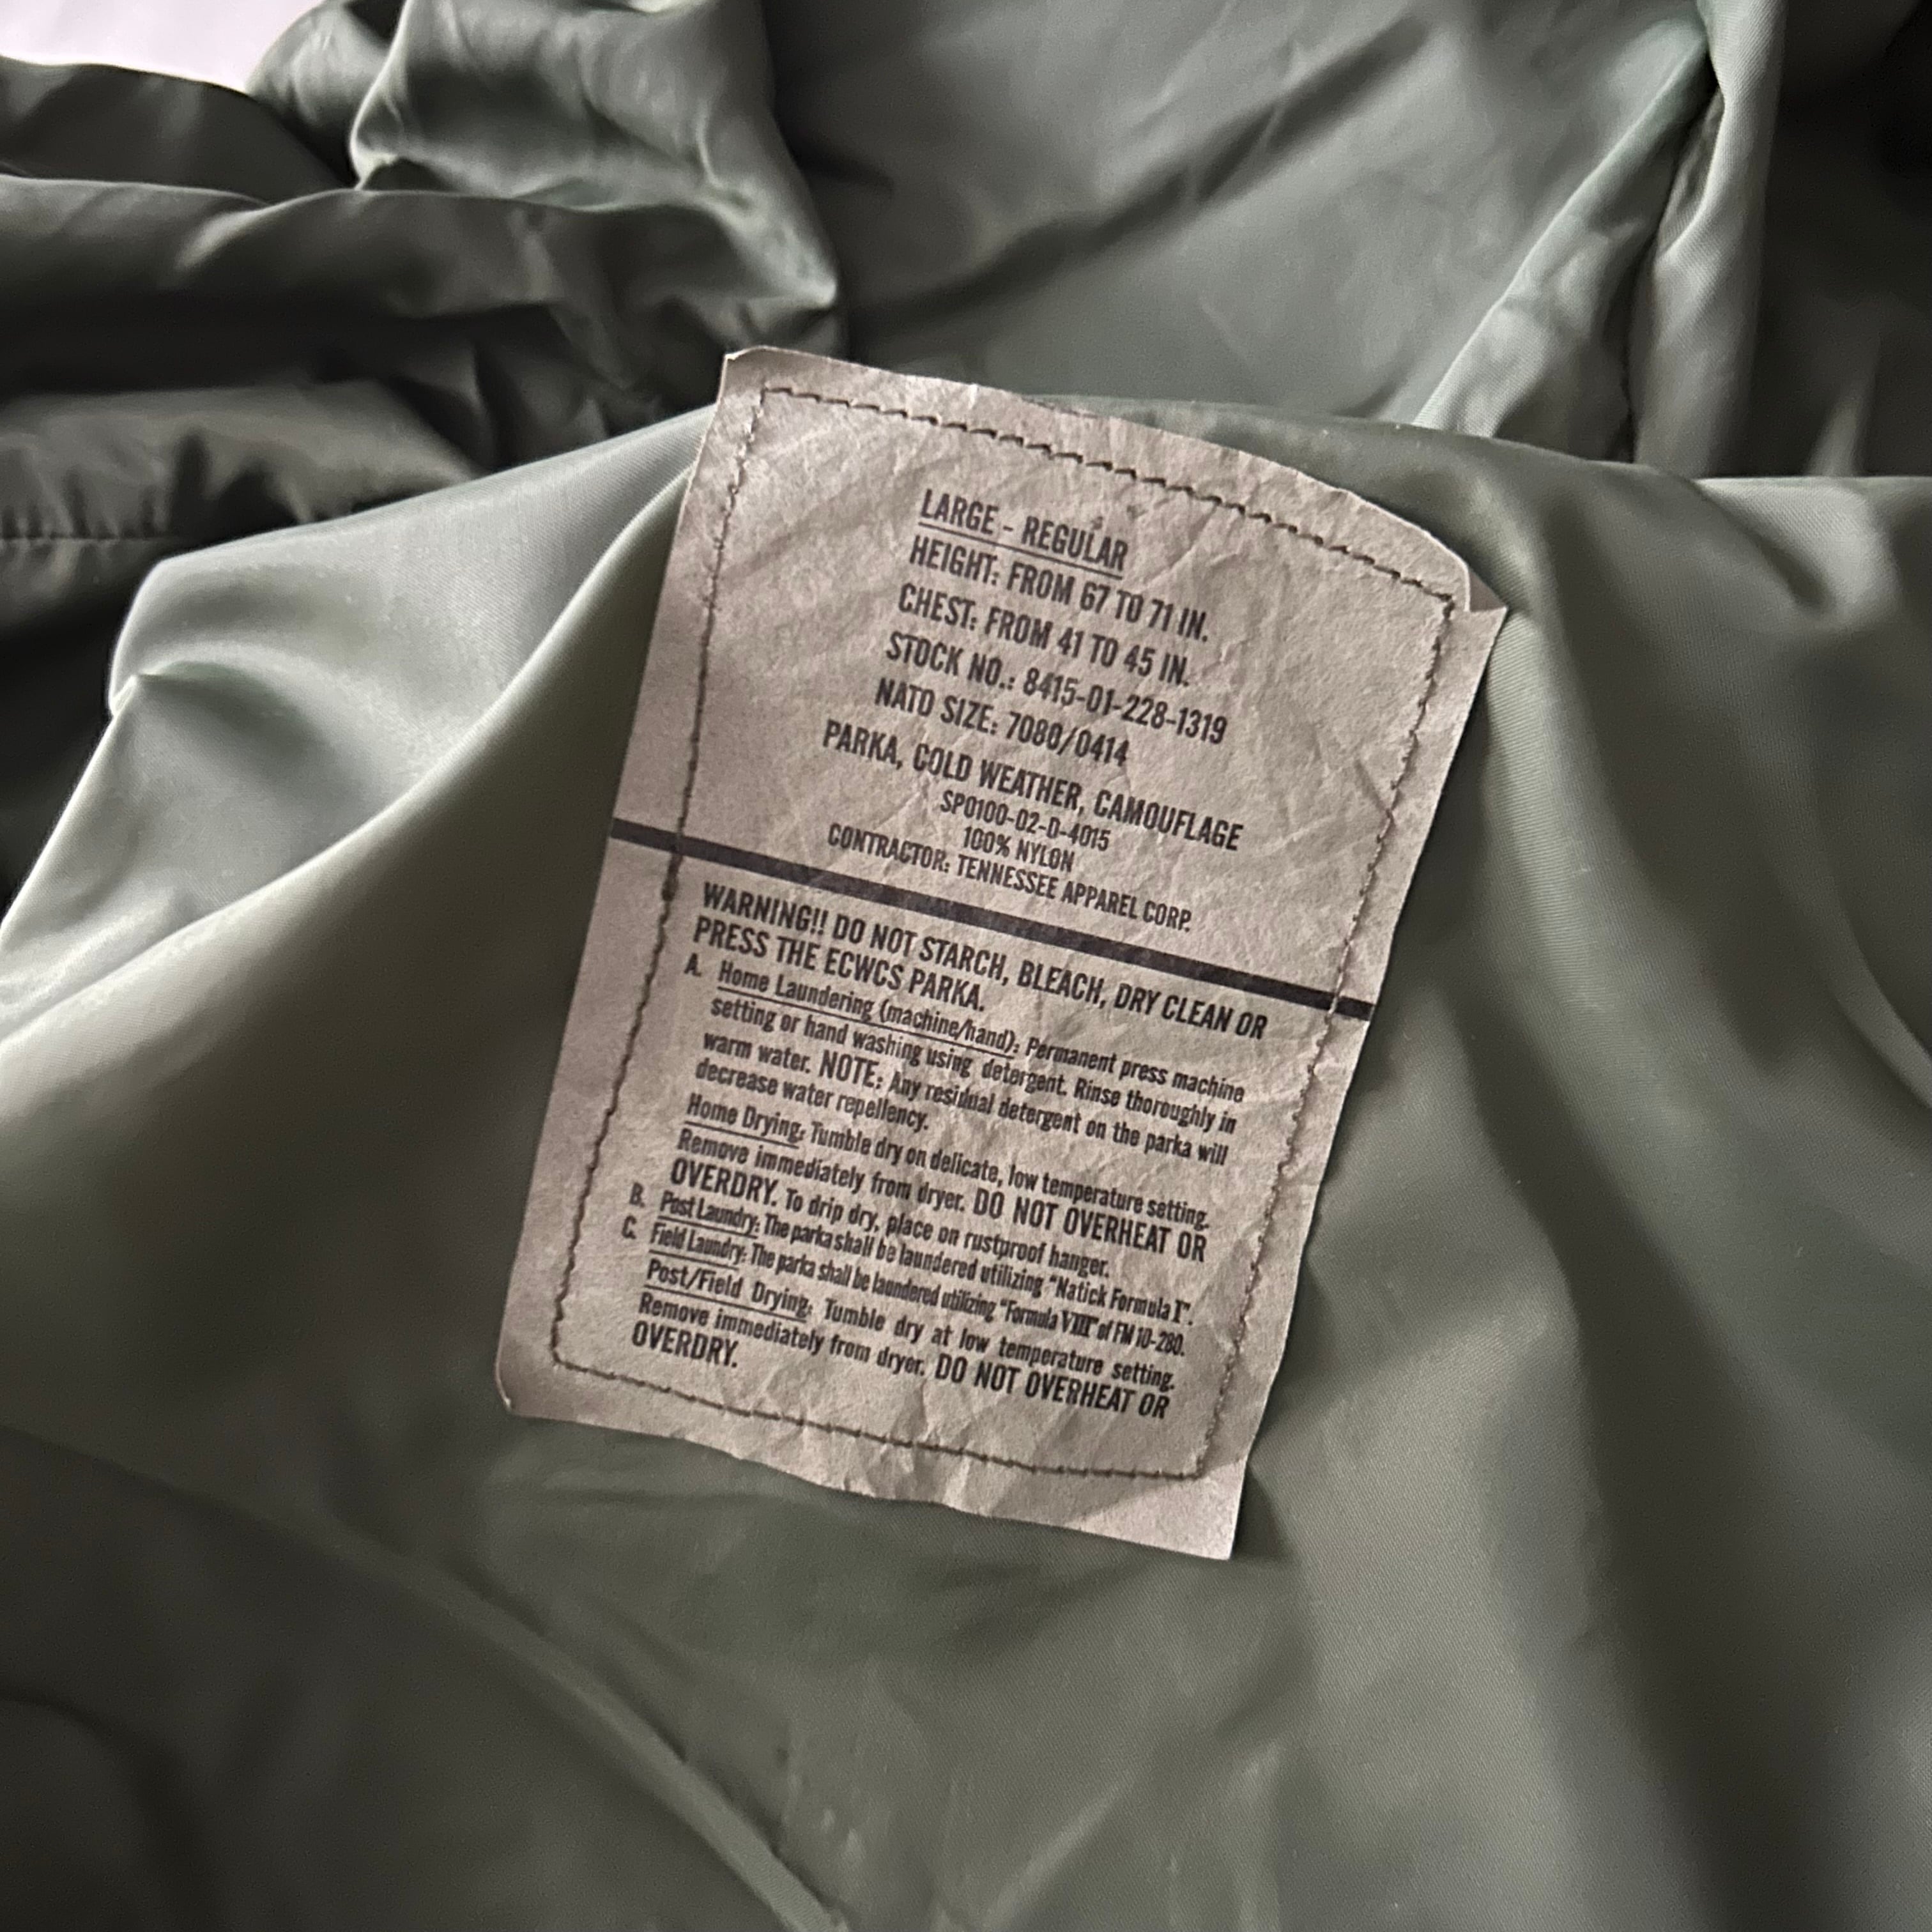 LARGE - REGULAR
HEIGHT: FROM 67 TO 71 IN.
CHEST: FROM 41 TO 45 IN.
STOCK NO.: 8415-01-228-1319
NATO SIZE: 7080/0414
PARKA, COLD WEATHER, CAMOUFLAGE
SP0100-02-D-4015
100% NYLON
CONTRACTOR: TENNESSEE APPAREL CORP.
WARNING!! DO NOT STARCH, BLEACH, DRY CLEAN OR
PRESS THE ECWCS PARKA.
A. Home Laundering (machine/hand): Permanent press machine
setting or hand washing using detergent. Rinse thoroughly in
warm water. NOTE: Any residual detergent on the parka will
decrease water repellency.
Home Drying: Tumble dry on delicate, low temperature setting.
Remove immediately from dryer. DO NOT OVERHEAT OR
OVERDRY. To drip dry, place on rustproof hanger.
B. Post Laundry: The parka shall be laundered utilizing "Natick Formula I".
C. Field Laundry: The parka shall be laundered utilizing "Formula VIII" of FM 10-280.
Post/Field Drying: Tumble dry at low temperature setting.
Remove immediately from dryer. DO NOT OVERHEAT OR
OVERDRY.